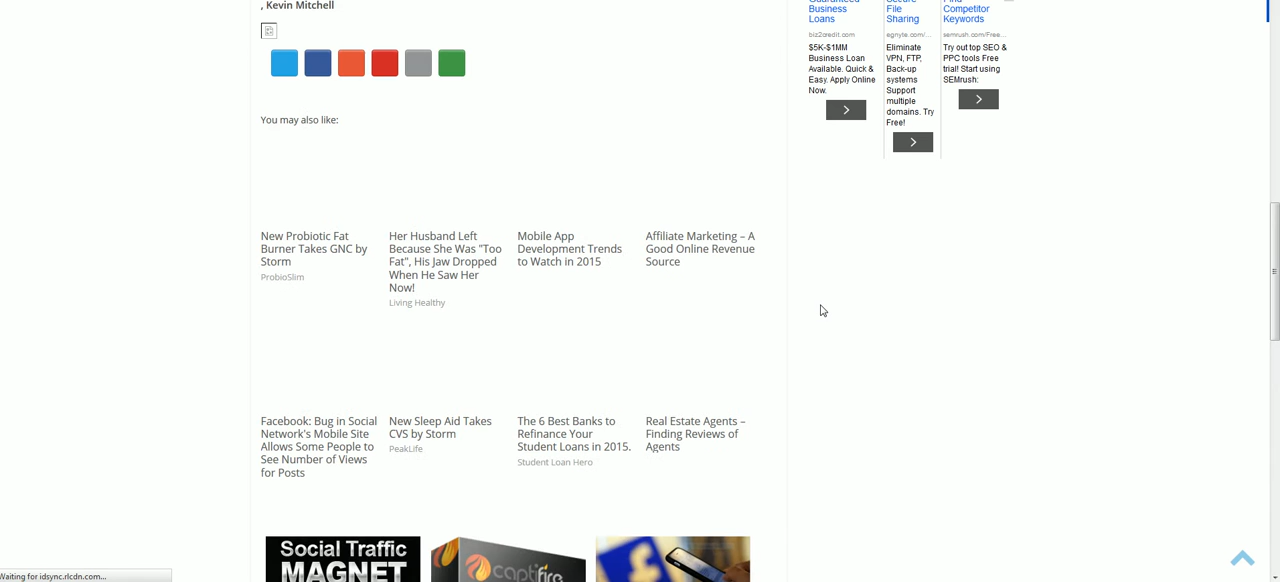 , Kevin Mitchell
You may also like:
New Probiotic Fat
Burner Takes GNC by
Storm
ProbioSlim
Her Husband Left
Because She Was "Too
Fat", His Jaw Dropped
When He Saw Her
Now!
Living Healthy
Mobile App
Development Trends
to Watch in 2015
Affiliate Marketing – A
Good Online Revenue
Source
Facebook: Bug in Social
Network's Mobile Site
Allows Some People to
See Number of Views
for Posts
New Sleep Aid Takes
CVS by Storm
PeakLife
The 6 Best Banks to
Refinance Your
Student Loans in 2015.
Student Loan Hero
Real Estate Agents –
Finding Reviews of
Agents
Social Traffic
MAGNET
captifire
Business
Loans
biz2credit.com
$5K-$1MM
Business Loan
Available. Quick &
Easy. Apply Online
Now.
File
Sharing
egnyte.com/...
Eliminate
VPN, FTP,
Back-up
systems
Support
multiple
domains. Try
Free!
Competitor
Keywords
semrush.com/Free...
Try out top SEO &
PPC tools Free
trial! Start using
SEMrush:
Waiting for idsync.rlcdn.com...